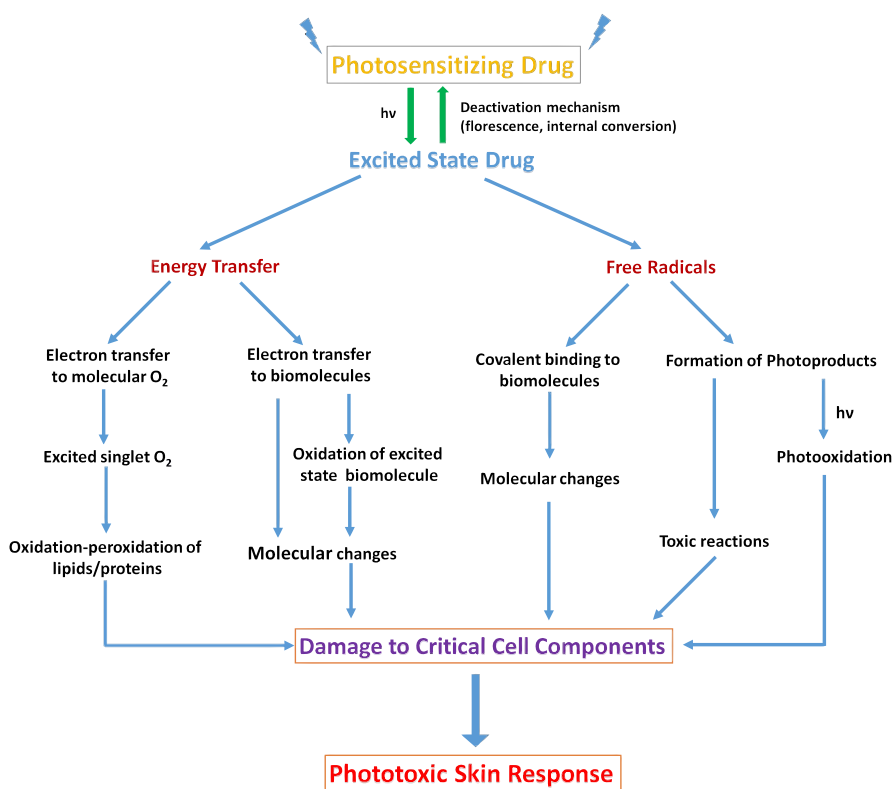 Photosensitizing Drug
hν
Deactivation mechanism
(florescence, internal conversion)
Excited State Drug
Energy Transfer
Free Radicals
Electron transfer
to molecular O₂
Electron transfer
to biomolecules
Covalent binding to
biomolecules
Formation of Photoproducts
hν
Excited singlet O₂
Oxidation of excited
state biomolecule
Molecular changes
Photooxidation
Oxidation-peroxidation of
lipids/proteins
Molecular changes
Toxic reactions
Damage to Critical Cell Components
Phototoxic Skin Response